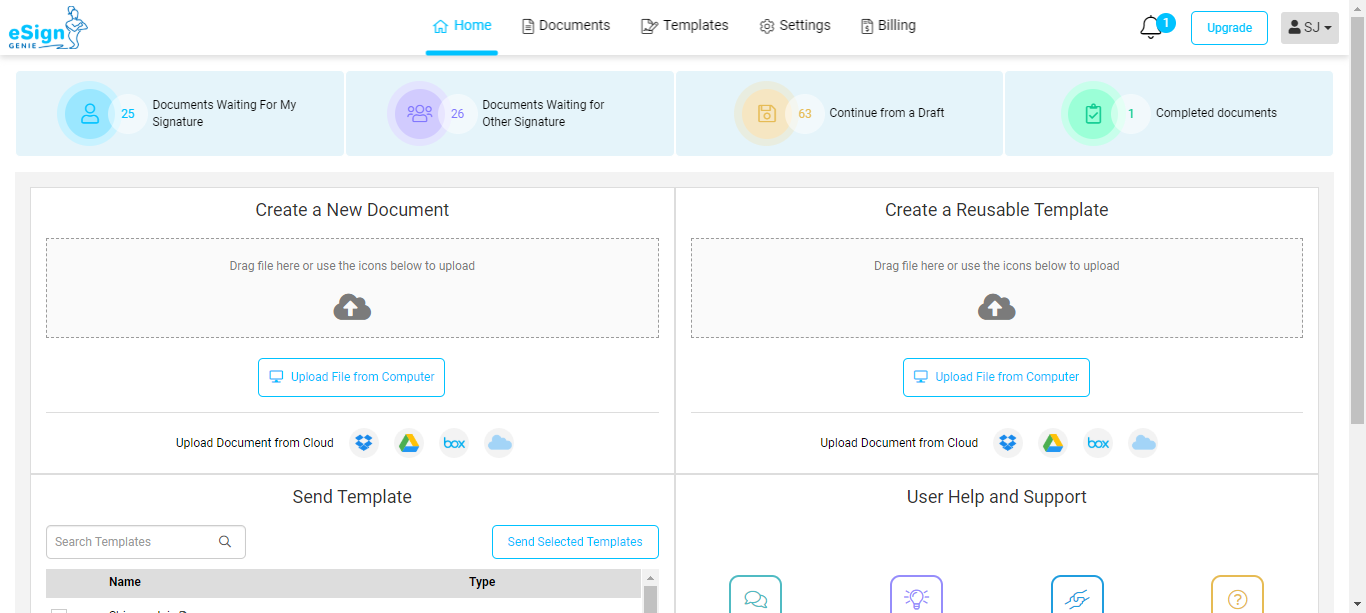 eSign
GENIE
Home
Documents
Templates
Settings
Billing
1
Upgrade
SJ
25
Documents Waiting For My
Signature
26
Documents Waiting for
Other Signature
63
Continue from a Draft
1
Completed documents
Create a New Document
Drag file here or use the icons below to upload
Upload File from Computer
Upload Document from Cloud
box
Create a Reusable Template
Drag file here or use the icons below to upload
Upload File from Computer
Upload Document from Cloud
box
Send Template
Search Templates
Send Selected Templates
Name Type
User Help and Support
?